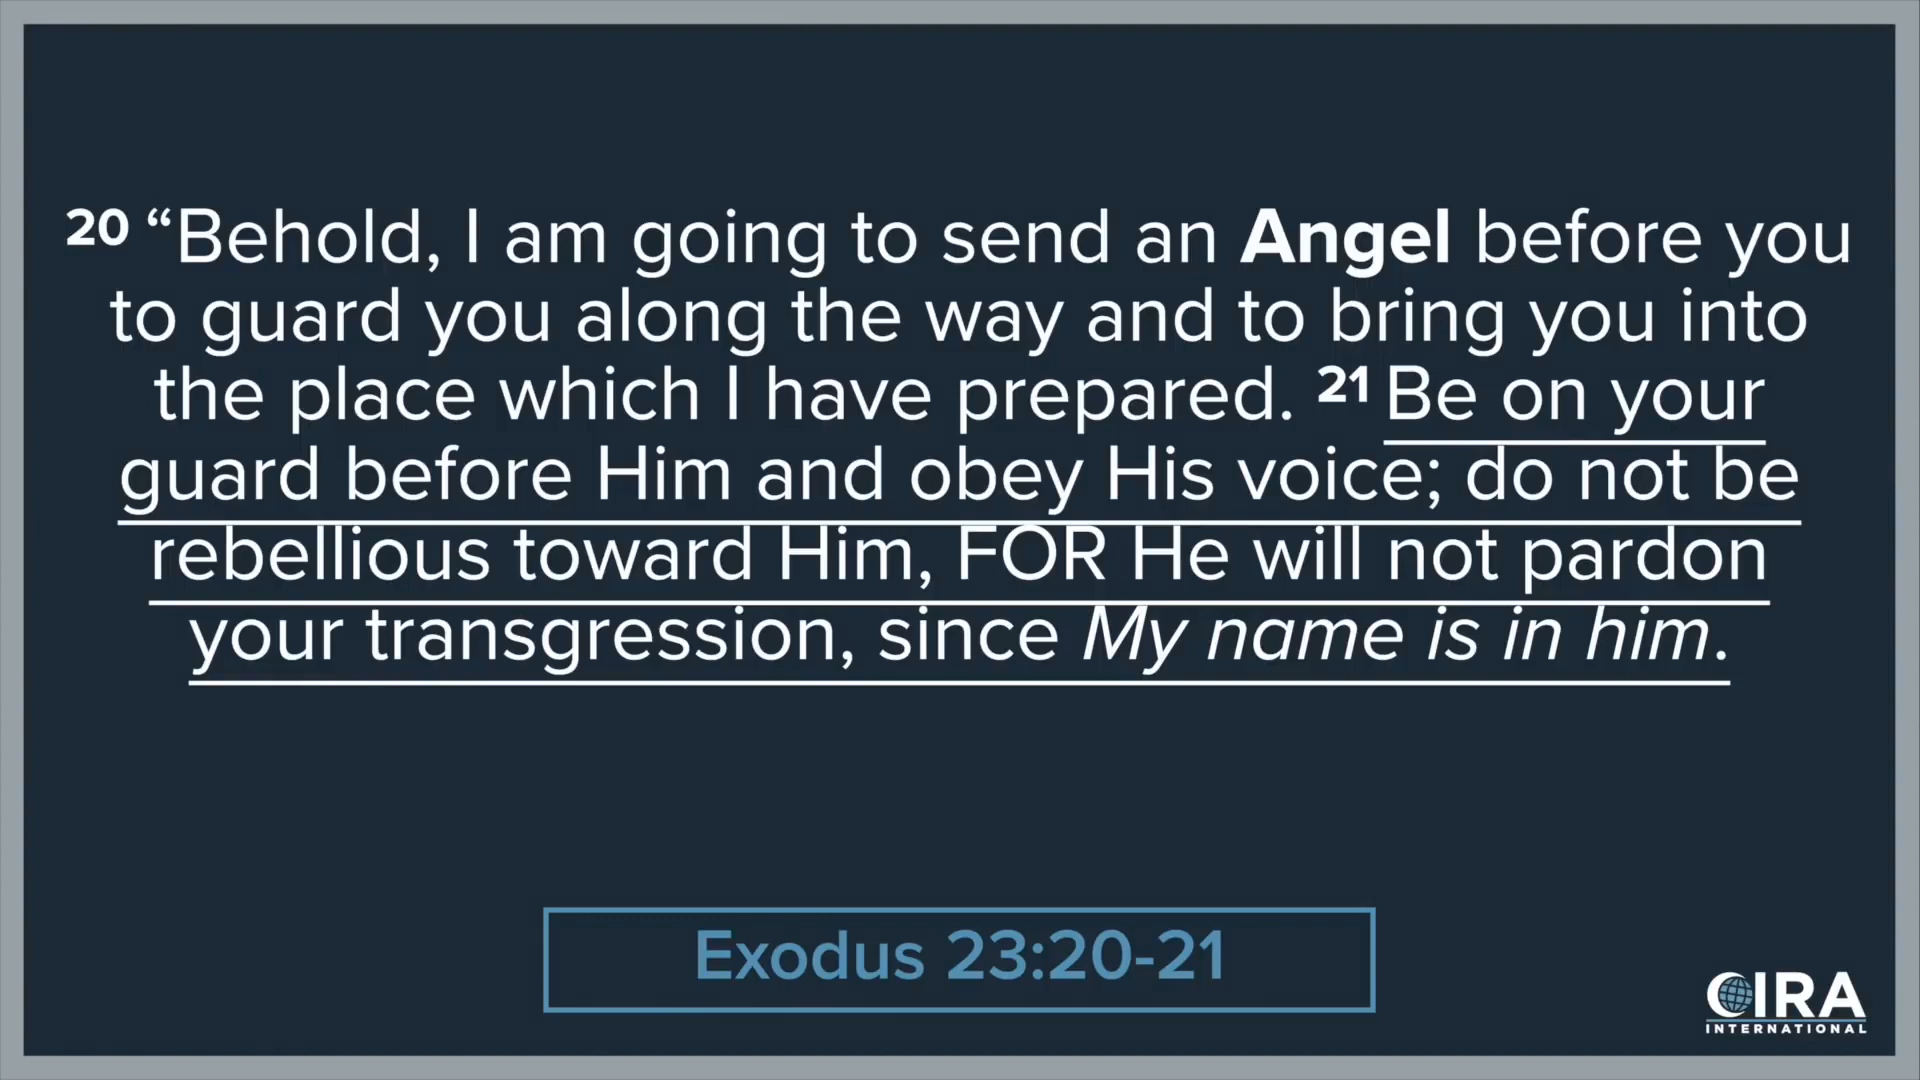 20 “Behold, I am going to send an Angel before you
to guard you along the way and to bring you into
the place which I have prepared. 21 Be on your
guard before Him and obey His voice; do not be
rebellious toward Him, FOR He will not pardon
your transgression, since My name is in him.
Exodus 23:20-21
CIRA
INTERNATIONAL